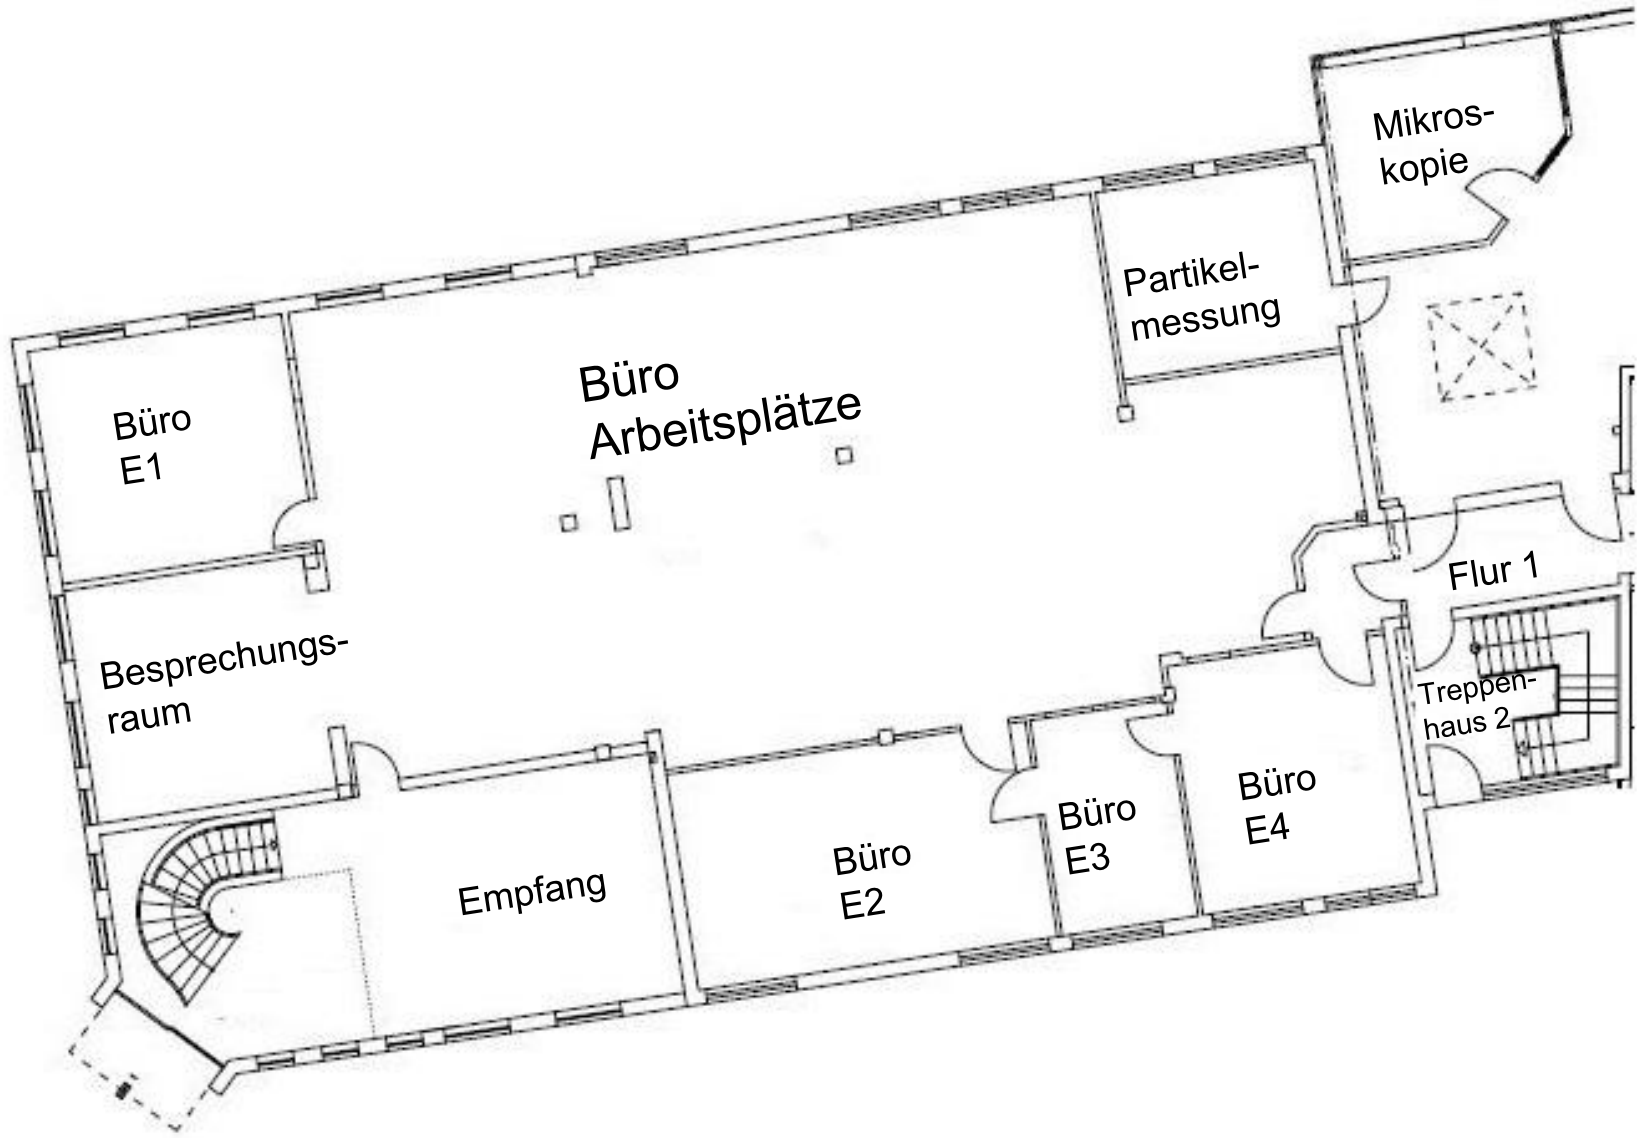 Mikros-
kopie
Partikel-
messung
Büro
Arbeitsplätze
Büro
E1
Flur 1
Besprechungs-
raum
Treppen-
haus 2
Büro
E4
Büro
E3
Büro
E2
Empfang